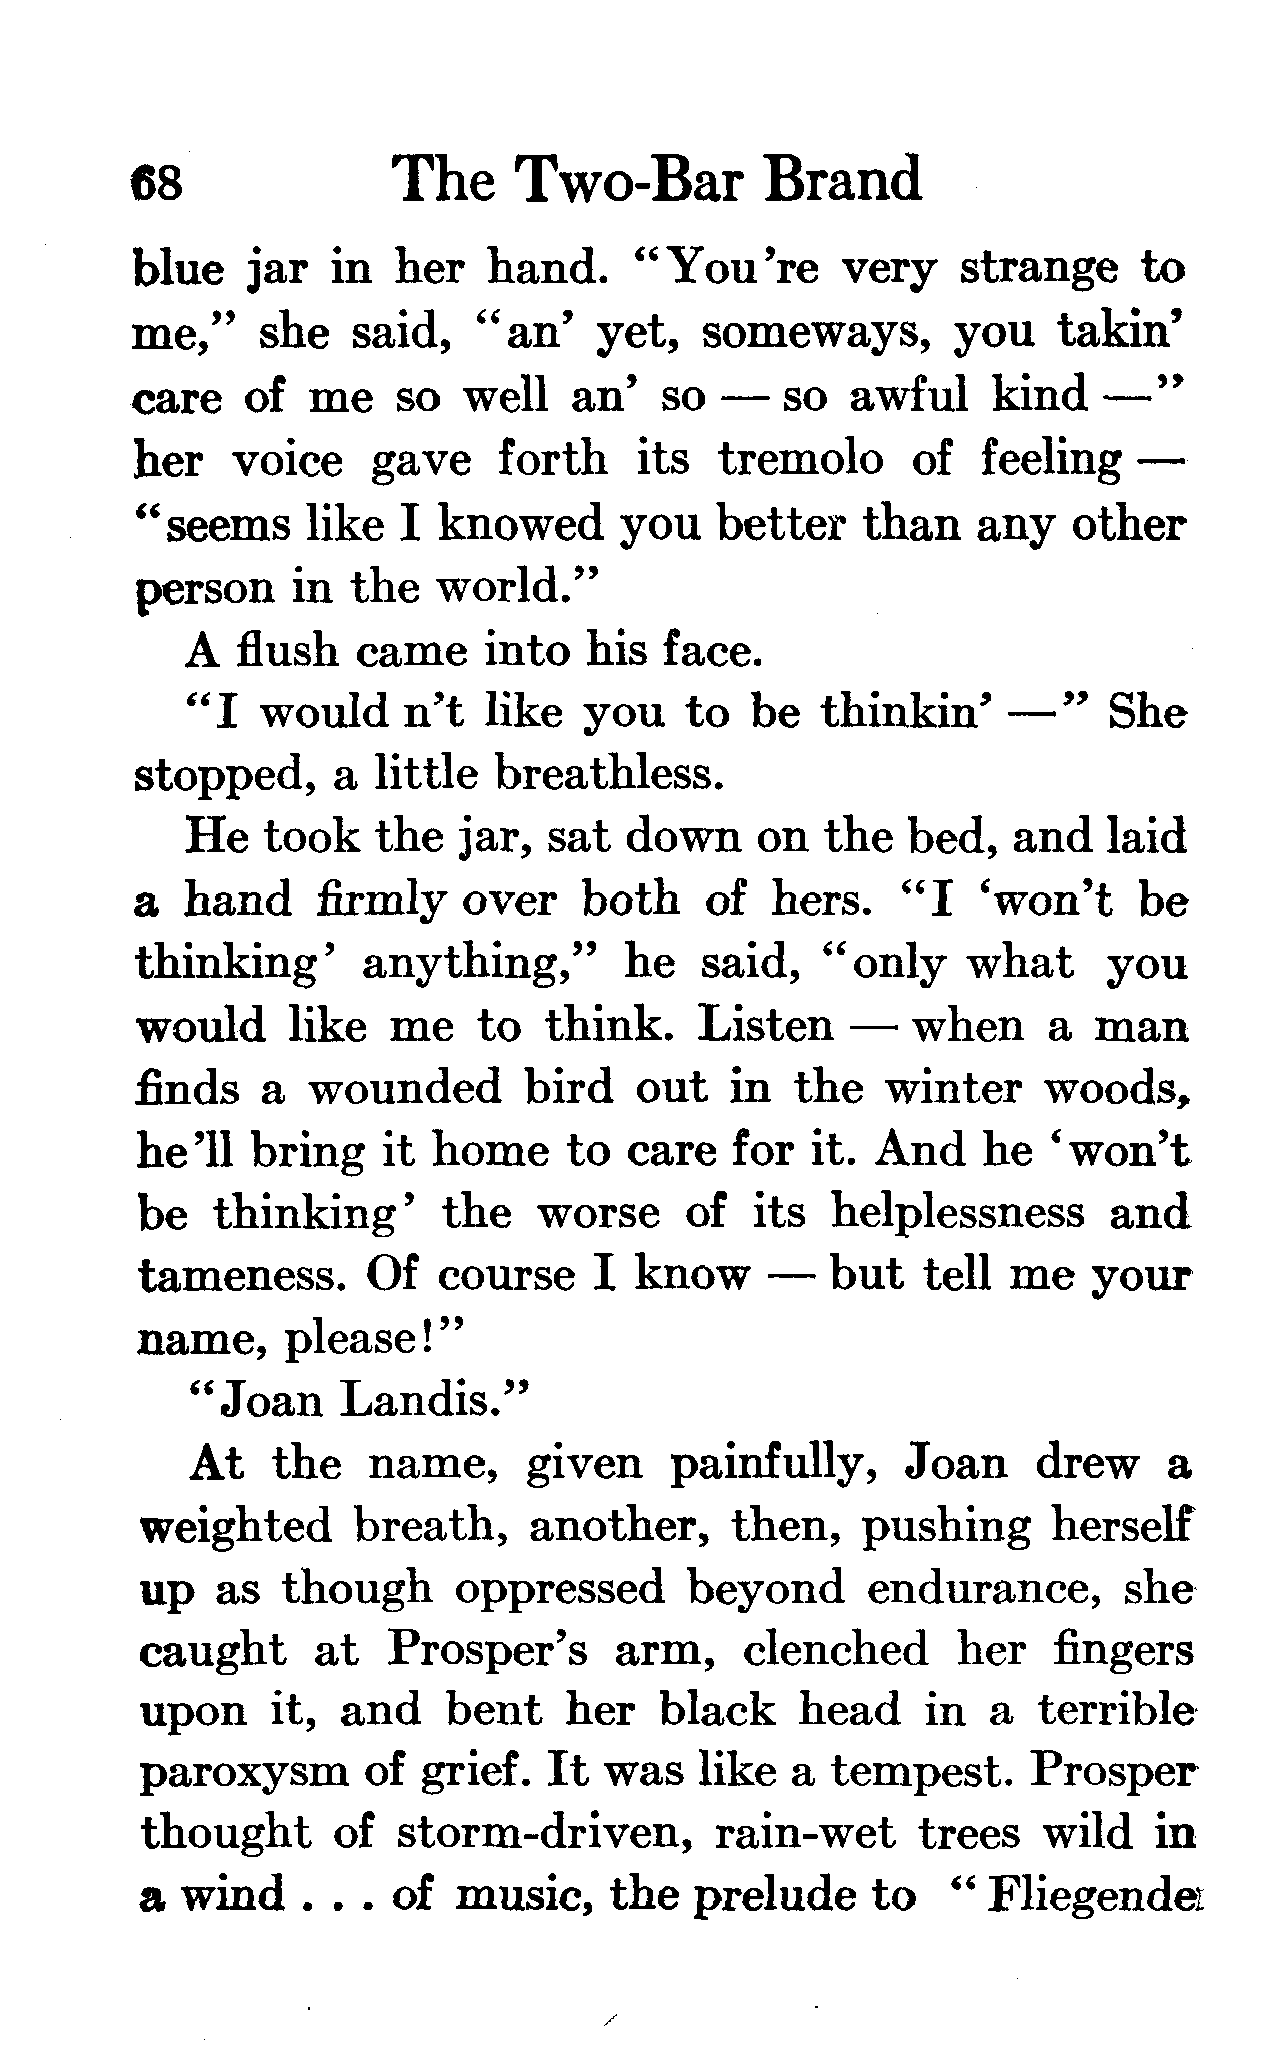 68 The Two-Bar Brand
blue jar in her hand. "You're very strange to
me," she said, "an' yet, someways, you takin'
care of me so well an' so — so awful kind —"
her voice gave forth its tremolo of feeling —
"seems like I knowed you better than any other
person in the world."
A flush came into his face.
"I would n't like you to be thinkin' —" She
stopped, a little breathless.
He took the jar, sat down on the bed, and laid
a hand firmly over both of hers. "I 'won't be
thinking' anything," he said, "only what you
would like me to think. Listen — when a man
finds a wounded bird out in the winter woods,
he'll bring it home to care for it. And he 'won't
be thinking' the worse of its helplessness and
tameness. Of course I know — but tell me your
name, please!"
"Joan Landis."
At the name, given painfully, Joan drew a
weighted breath, another, then, pushing herself
up as though oppressed beyond endurance, she
caught at Prosper's arm, clenched her fingers
upon it, and bent her black head in a terrible
paroxysm of grief. It was like a tempest. Prosper
thought of storm-driven, rain-wet trees wild in
a wind . . . of music, the prelude to "Fliegender